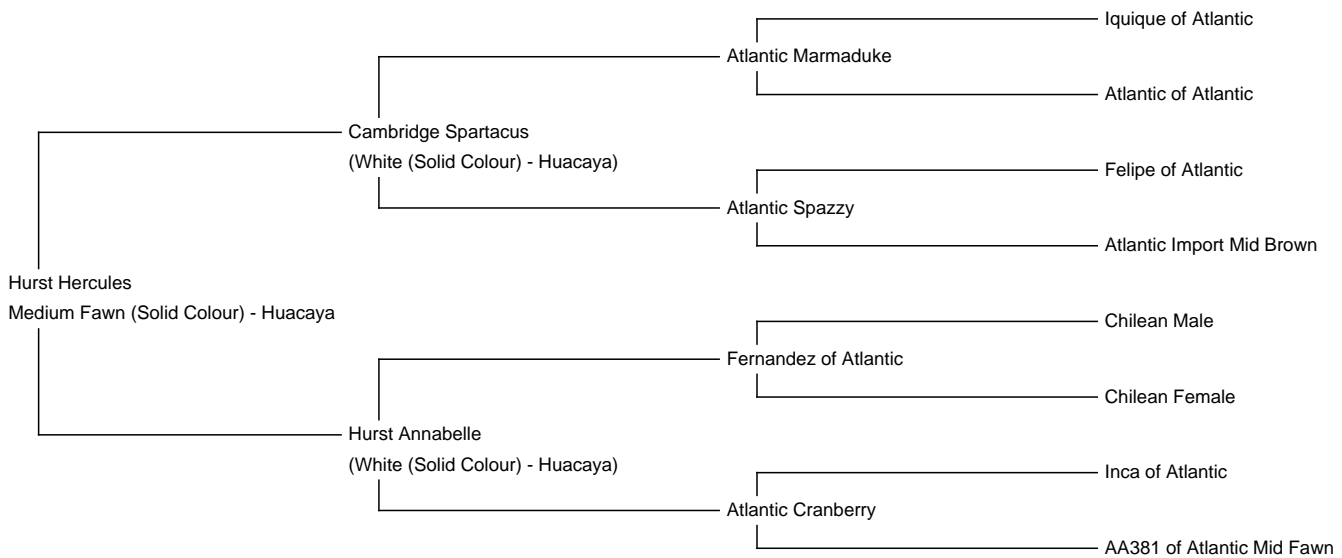 Iquique of Atlantic
Atlantic Marmaduke
Atlantic of Atlantic
Cambridge Spartacus
(White (Solid Colour) - Huacaya)
Felipe of Atlantic
Atlantic Spazzy
Atlantic Import Mid Brown
Hurst Hercules
Medium Fawn (Solid Colour) - Huacaya
Chilean Male
Fernandez of Atlantic
Chilean Female
Hurst Annabelle
(White (Solid Colour) - Huacaya)
Inca of Atlantic
Atlantic Cranberry
AA381 of Atlantic Mid Fawn